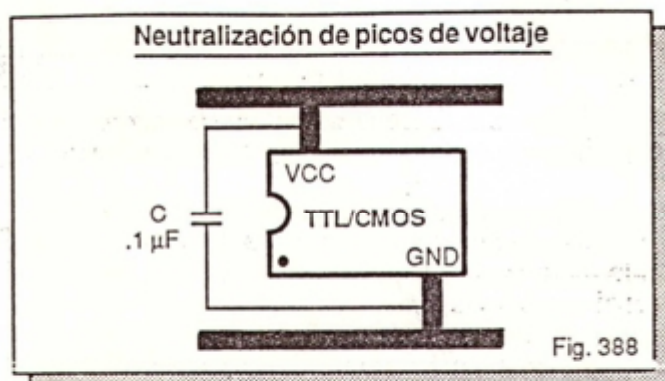 Neutralización de picos de voltaje
VCC
TTL/CMOS
C
.1 µF
GND
Fig. 388